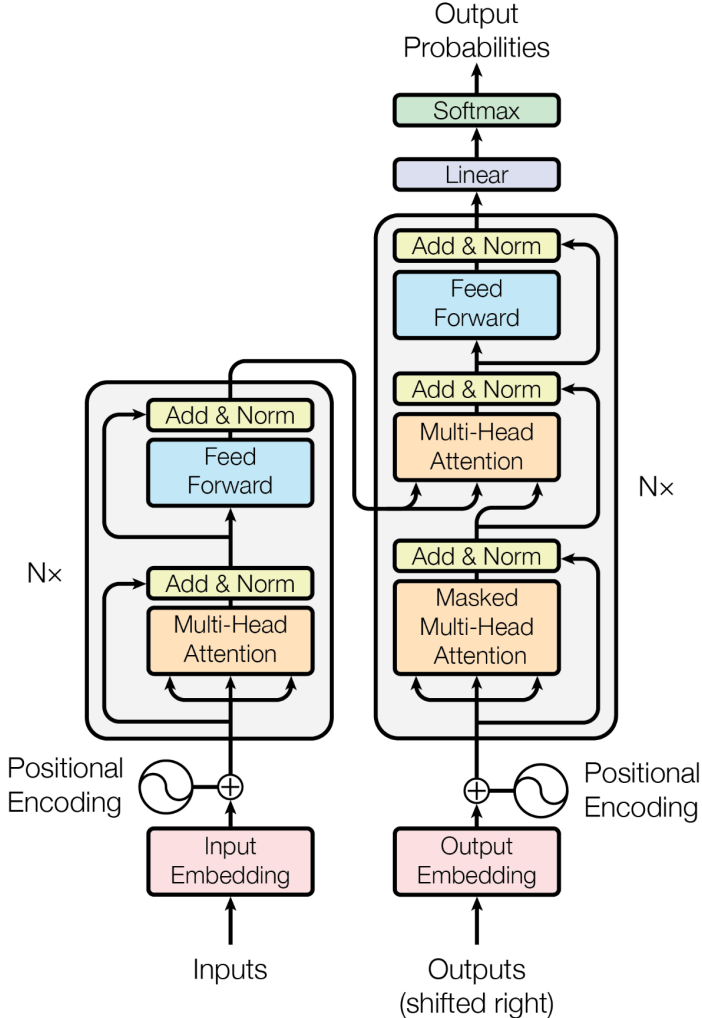 Output
Probabilities
Softmax
Linear
Add & Norm
Feed
Forward
Add & Norm
Multi-Head
Attention
Nx
Add & Norm
Masked
Multi-Head
Attention
Add & Norm
Feed
Forward
Nx
Add & Norm
Multi-Head
Attention
Positional
Encoding
Positional
Encoding
Input
Embedding
Output
Embedding
Inputs
Outputs
(shifted right)